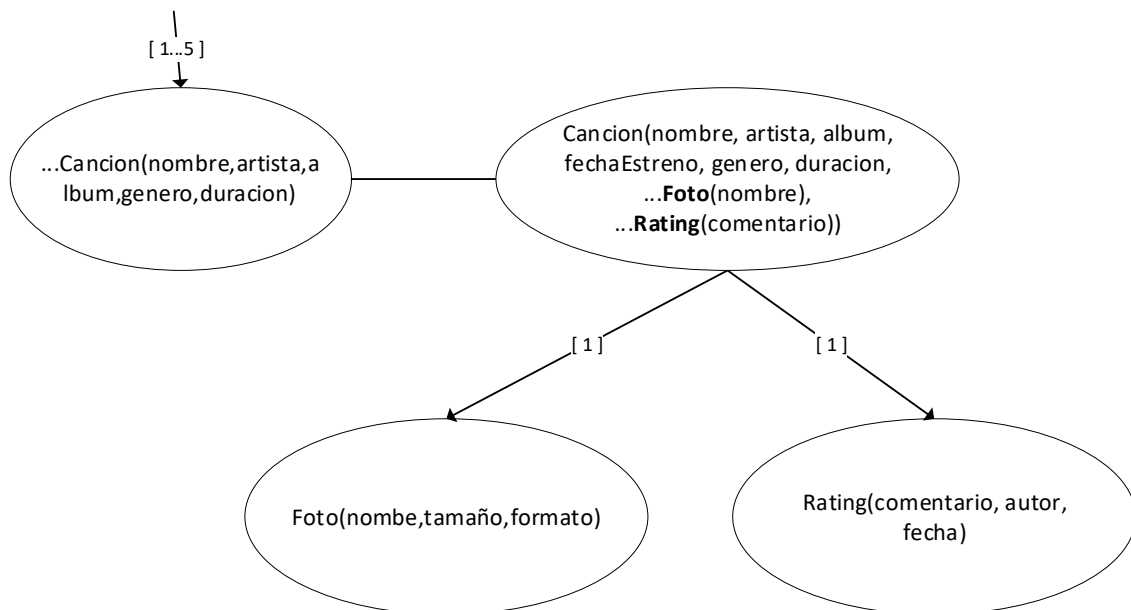 [ 1...5 ]
...Cancion(nombre,artista,a
lbum,genero,duracion)
Cancion(nombre, artista, album,
fechaEstreno, genero, duracion,
...Foto(nombre),
...Rating(comentario))
[ 1 ]
[ 1 ]
Foto(nombe,tamaño,formato)
Rating(comentario, autor,
fecha)